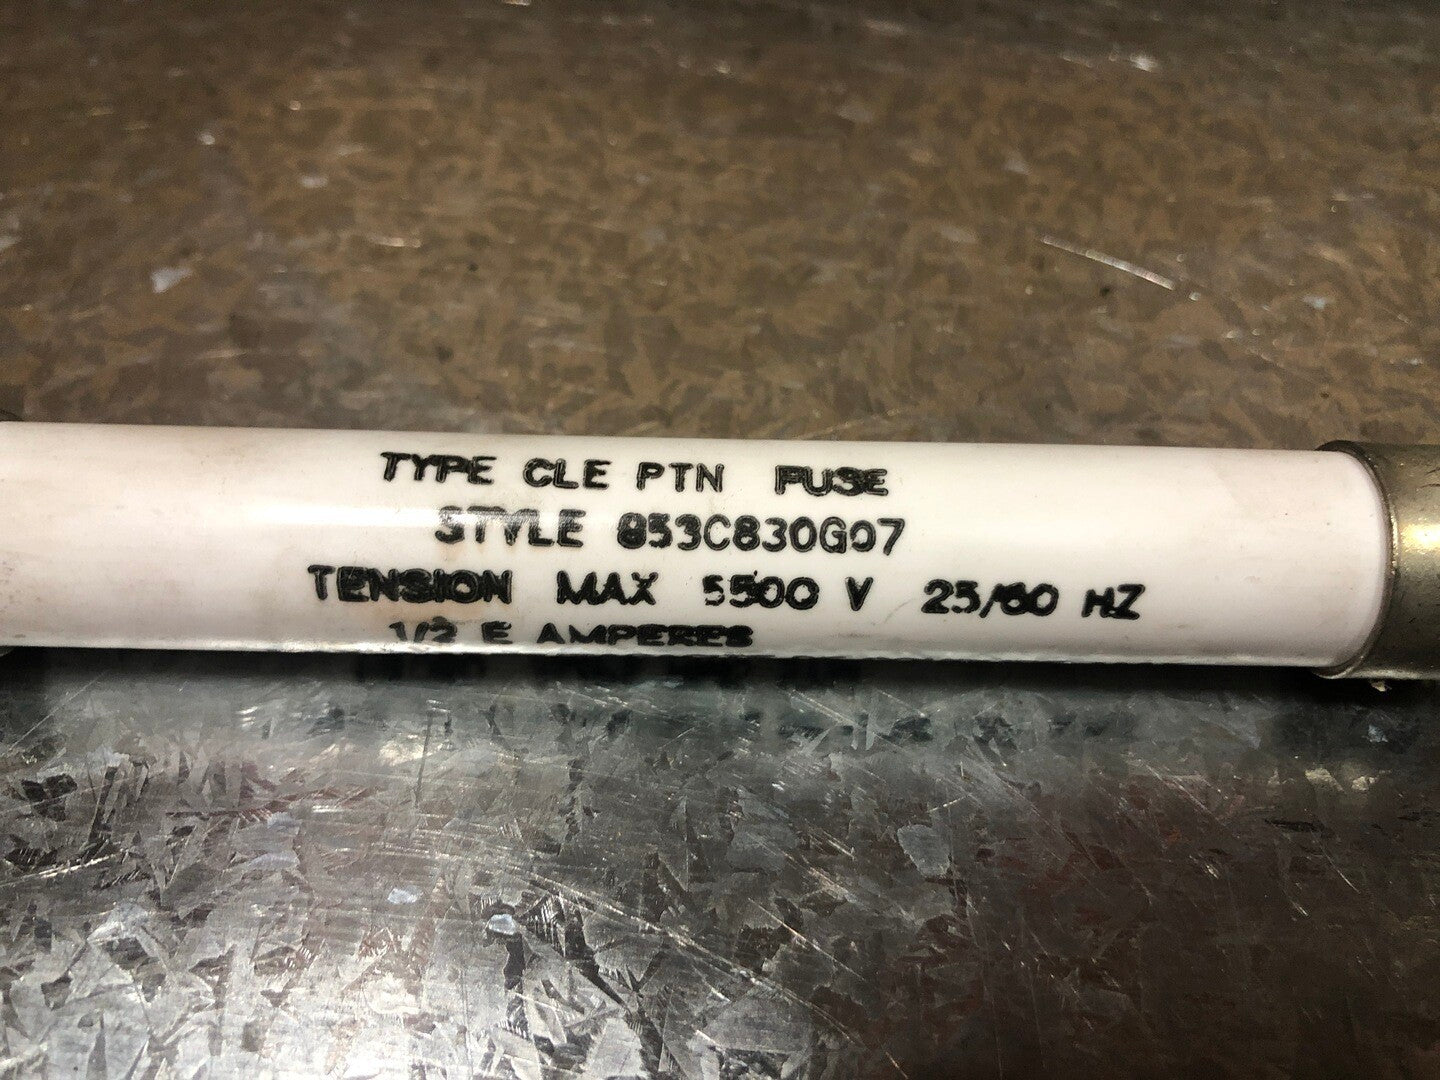 TYPE CLE PTN FUSE
STYLE 853C830G07
TENSION MAX 5500 V 25/60 HZ
1/2 E AMPERES